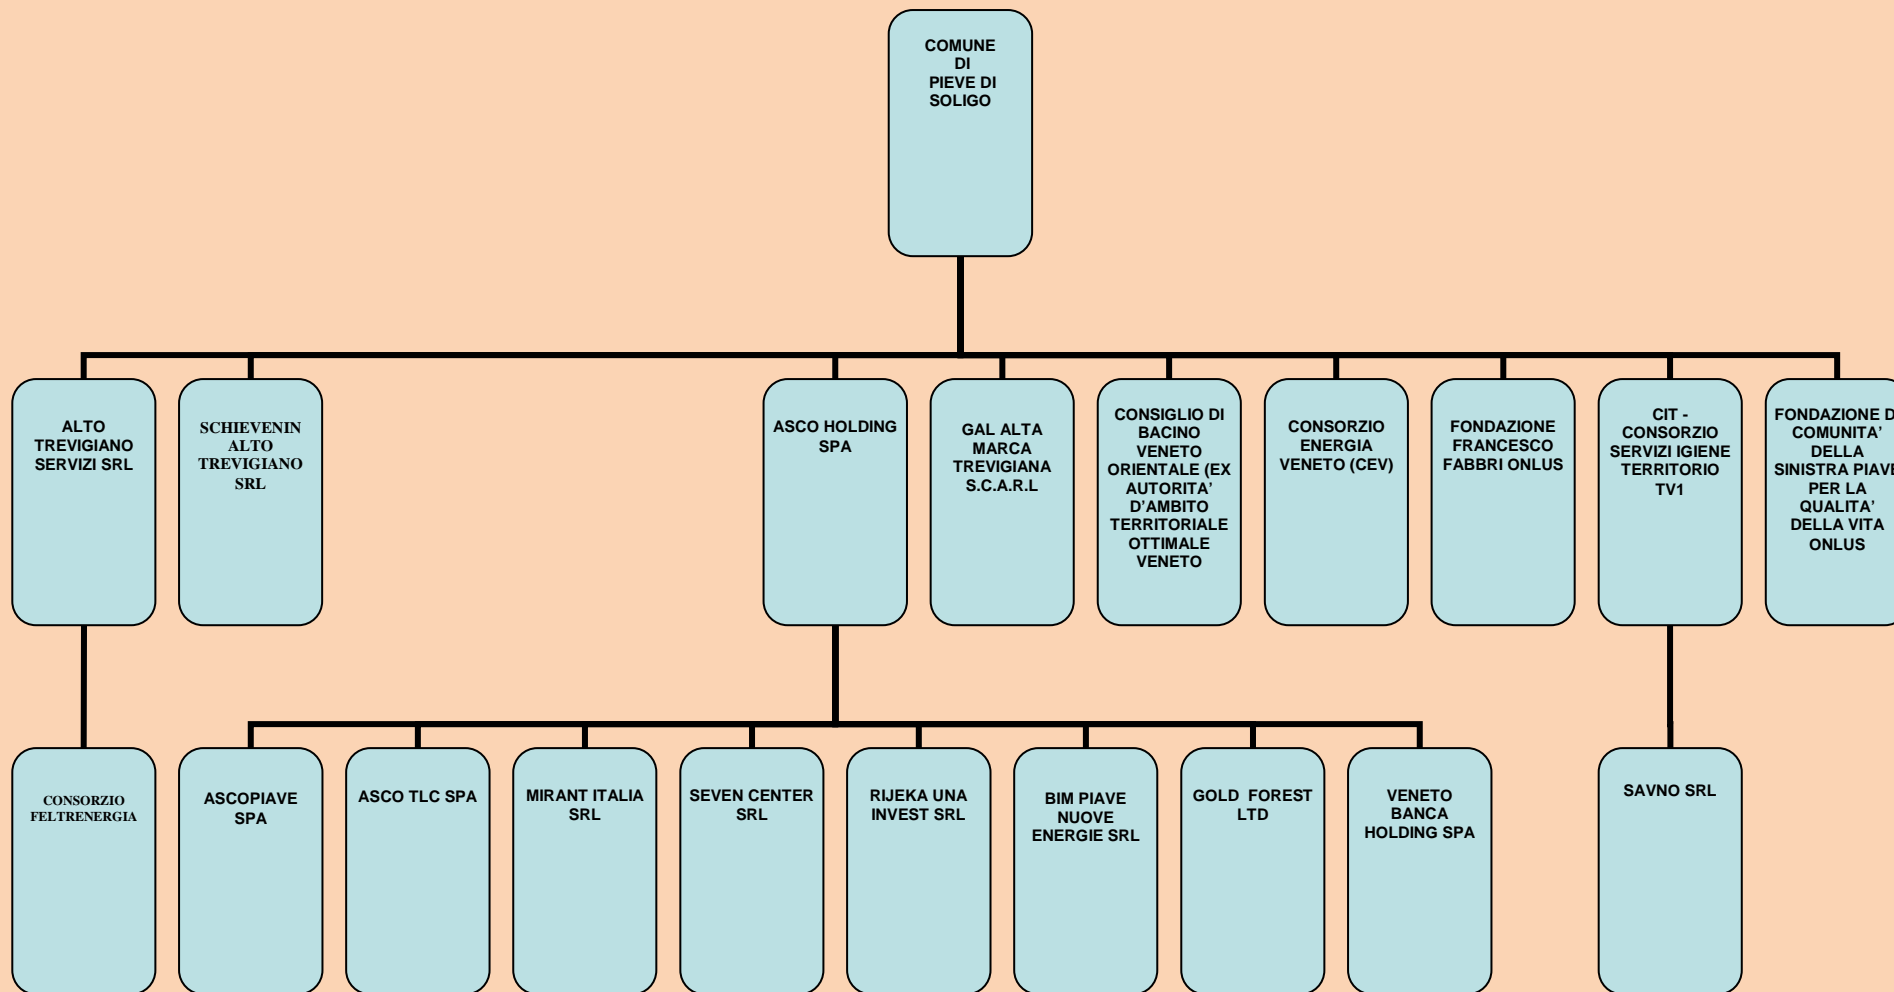 COMUNE
DI
PIEVE DI
SOLIGO
ALTO
TREVIGIANO
SERVIZI SRL
SCHIEVENIN
ALTO
TREVIGIANO
SRL
ASCO HOLDING
SPA
GAL ALTA
MARCA
TREVIGIANA
S.C.A.R.L
CONSIGLIO DI
BACINO
VENETO
ORIENTALE (EX
AUTORITA’
D’AMBITO
TERRITORIALE
OTTIMALE
VENETO
CONSORZIO
ENERGIA
VENETO (CEV)
FONDAZIONE
FRANCESCO
FABBRI ONLUS
CIT -
CONSORZIO
SERVIZI IGIENE
TERRITORIO
TV1
FONDAZIONE
COMUNITA’
DELLA
SINISTRA PIAVE
PER LA
QUALITA’
DELLA VITA
ONLUS
CONSORZIO
FELTRENERGIA
ASCOPIAVE
SPA
ASCO TLC SPA
MIRANT ITALIA
SRL
SEVEN CENTER
SRL
RIJEKA UNA
INVEST SRL
BIM PIAVE
NUOVE
ENERGIE SRL
GOLD FOREST
LTD
VENETO
BANCA
HOLDING SPA
SAVNO SRL